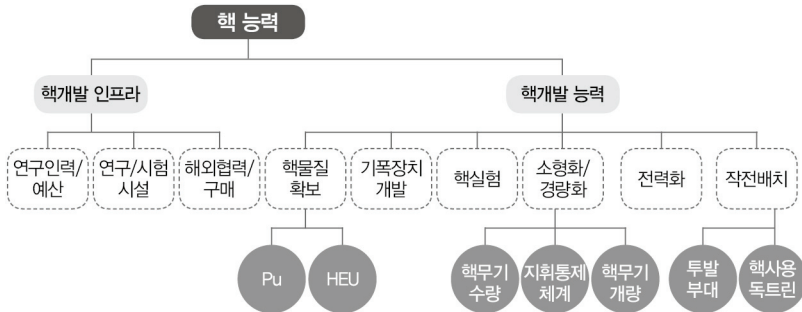 핵 능력
핵개발 인프라
핵개발 능력
연구인력/
예산
연구/시험
시설
해외협력/
구매
핵물질
확보
기폭장치
개발
핵실험
소형화/
경량화
전력화
작전배치
Pu
HEU
핵무기
수량
지휘통제
체계
핵무기
개량
투발
부대
핵사용
독트린